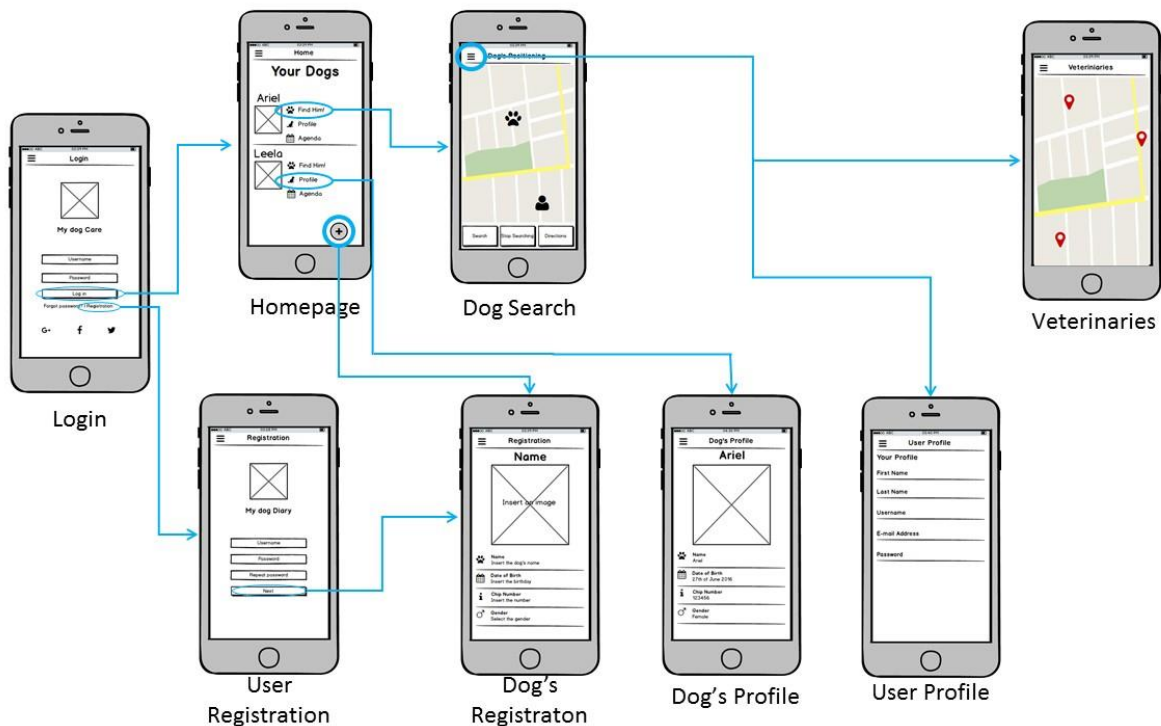 Login
My dog Care
Username
Password
Log in
Forgot password? | Registration
G+
Login
Home
Your Dogs
Ariel
Find Him!
Profile
Agenda
Leela
Find Him!
Profile
Agenda
+
Homepage
Dog's Positioning
Search
Stop Searching
Directions
Dog Search
Veterinaries
Veterinaries
Registration
My dog Diary
Username
Password
Repeat password
Next
User
Registration
Registration
Name
Insert an image
Name
Insert the dog's name
Date of Birth
Insert the birthday
Chip Number
Insert the number
Gender
Select the gender
Dog's
Registraton
Dog's Profile
Ariel
Name
Ariel
Date of Birth
27th of June 2016
Chip Number
123456
Gender
Female
Dog's Profile
User Profile
Your Profile
First Name
Last Name
Username
E-mail Address
Password
User Profile